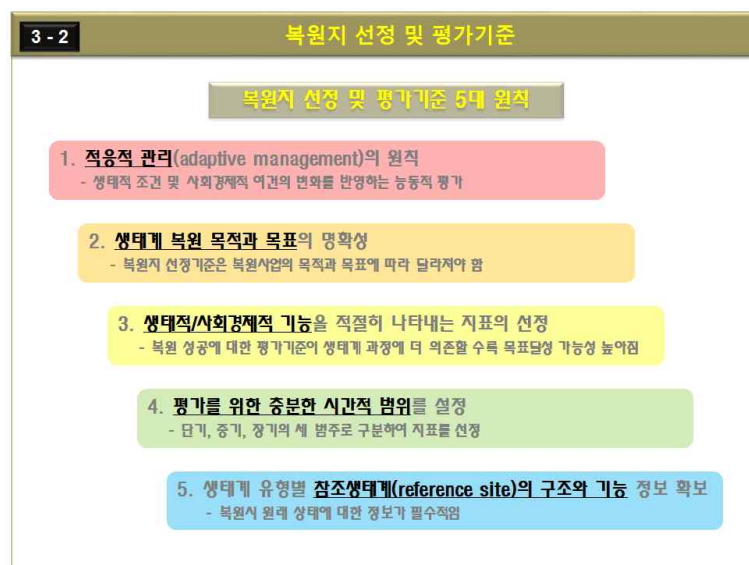 3 - 2
복원지 선정 및 평가기준
복원지 선정 및 평가기준 5대 원칙
1. 적응적 관리(adaptive management)의 원칙
- 생태적 조건 및 사회경제적 여건의 변화를 반영하는 능동적 평가
2. 생태계 복원 목적과 목표의 명확성
- 복원지 선정기준은 복원사업의 목적과 목표에 따라 달라져야 함
3. 생태적/사회경제적 기능을 적절히 나타내는 지표의 선정
- 복원 성공에 대한 평가기준이 생태계 과정에 더 의존할 수록 목표달성 가능성 높아짐
4. 평가를 위한 충분한 시간적 범위를 설정
- 단기, 중기, 장기의 세 범주로 구분하여 지표를 선정
5. 생태계 유형별 참조생태계(reference site)의 구조와 기능 정보 확보
- 복원시 원래 상태에 대한 정보가 필수적임